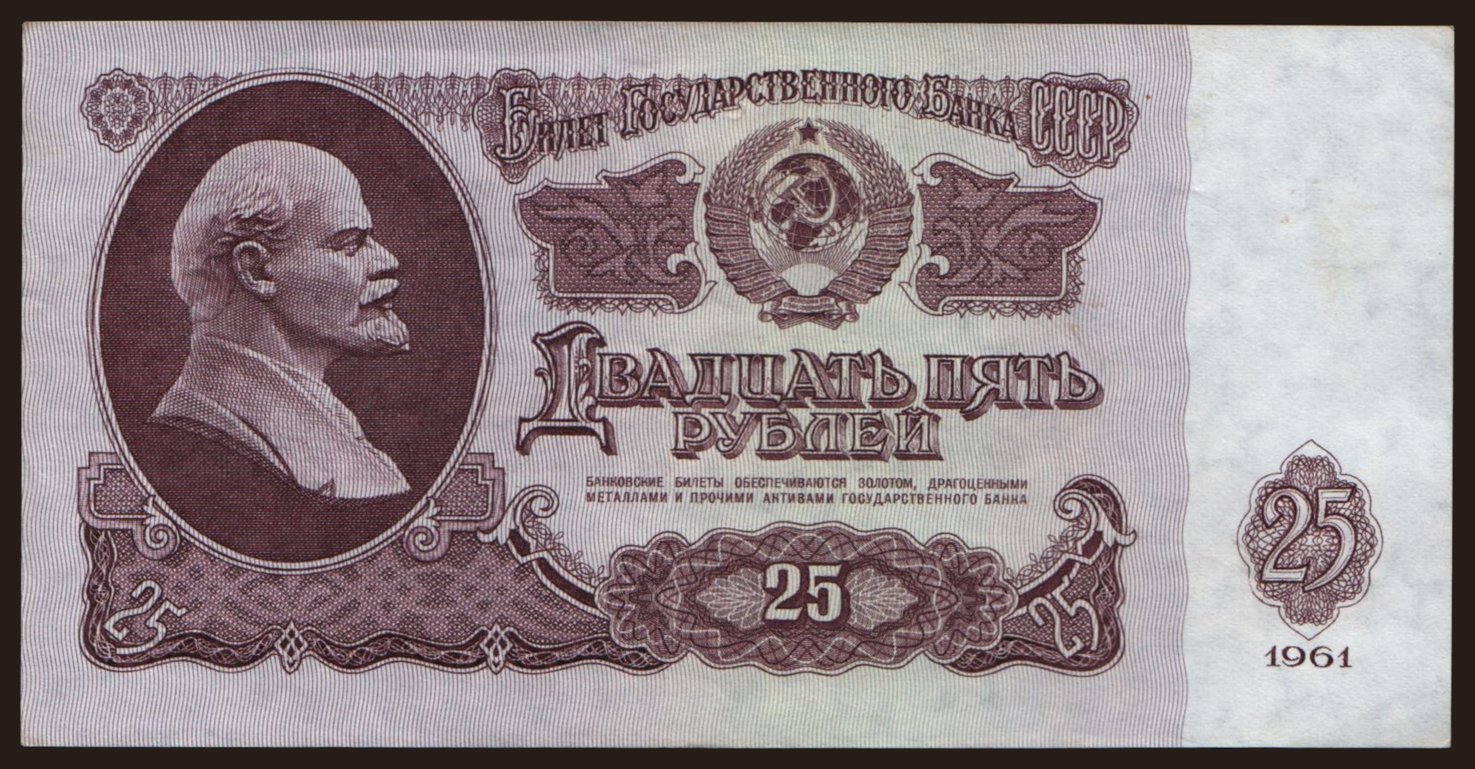 Билет Государственного Банка СССР
Двадцать пять
рублей
БАНКОВСКИЕ БИЛЕТЫ ОБЕСПЕЧИВАЮТСЯ ЗОЛОТОМ, ДРАГОЦЕННЫМИ
МЕТАЛЛАМИ И ПРОЧИМИ АКТИВАМИ ГОСУДАРСТВЕННОГО БАНКА
25
25
25
25
1961